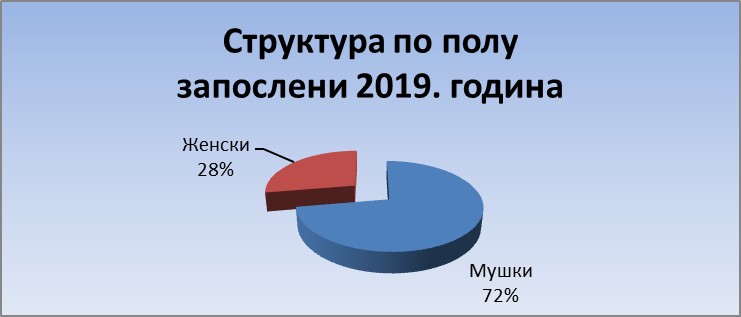 Структура по полу
запослени 2019. година
Женски
28%
Мушки
72%